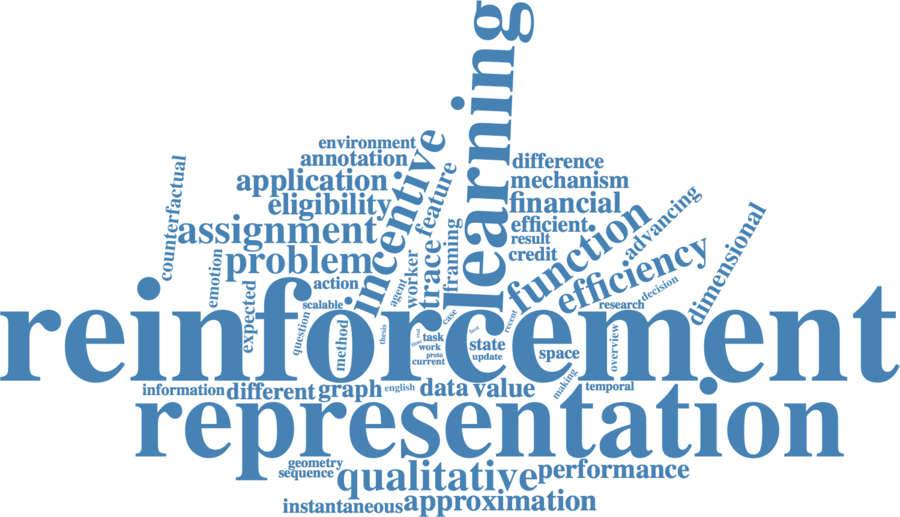 learning
environment
annotation
application
eligibility
assignment
problem
action
counterfactual
emotion
expected
question
scalable
method
incentive
feature
framing
trace
worker
agent
thesis
case
task
work
proto
current
time
real
best
difference
mechanism
financial
efficient
result
credit
function
advancing
efficiency
dimensional
research
decision
recent
state
update
space
overview
making
temporal
reinforcement
information
different
graph
english
data
value
representation
geometry
sequence
qualitative
performance
instantaneous
approximation